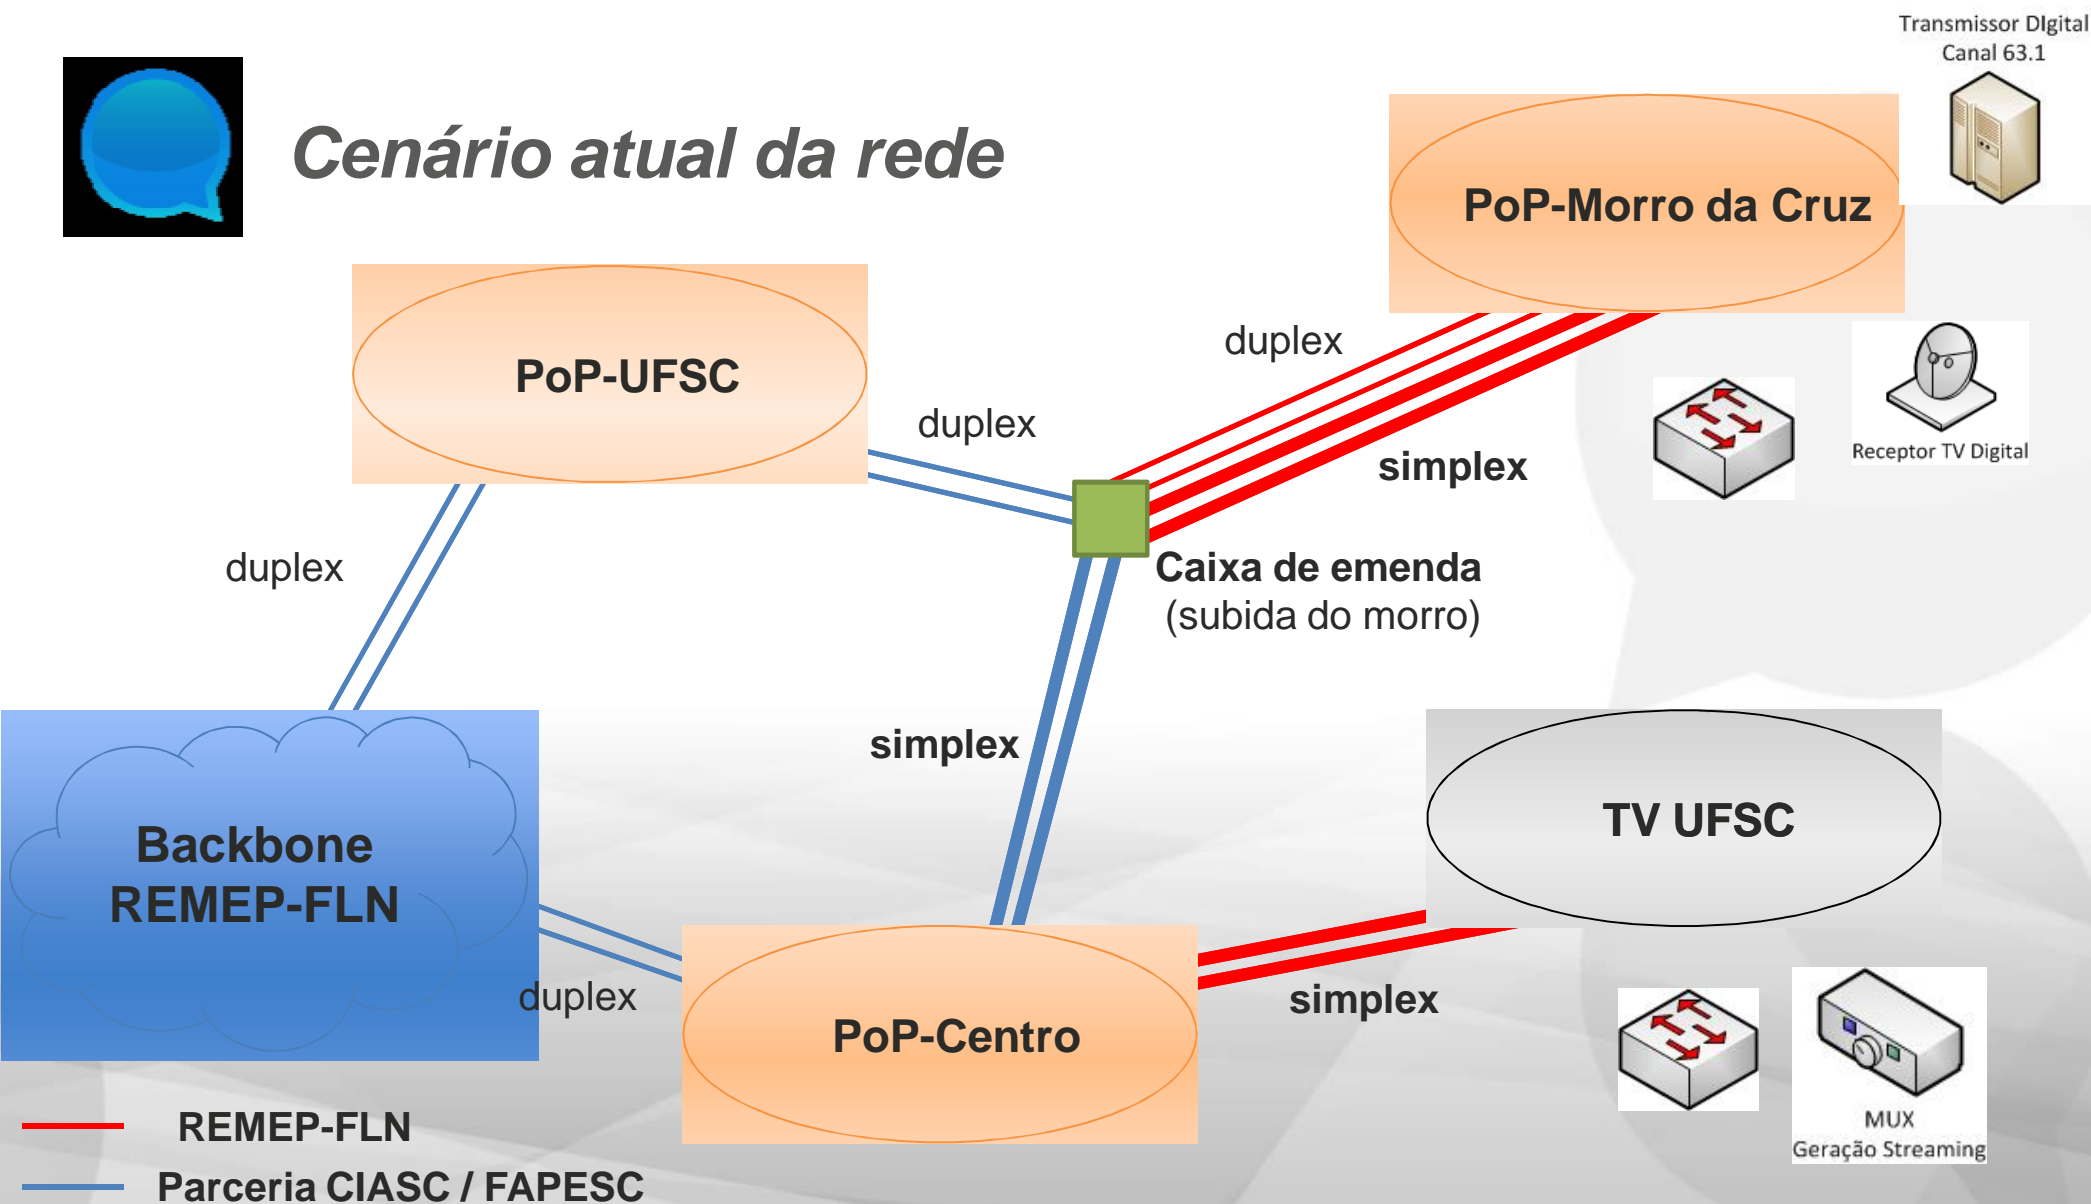 Transmissor DIgital
Canal 63.1
Cenário atual da rede
PoP-Morro da Cruz
duplex
PoP-UFSC
duplex
simplex
Receptor TV Digital
duplex
Caixa de emenda
(subida do morro)
simplex
TV UFSC
Backbone
REMEP-FLN
duplex
simplex
PoP-Centro
MUX
Geração Streaming
REMEP-FLN
Parceria CIASC / FAPESC